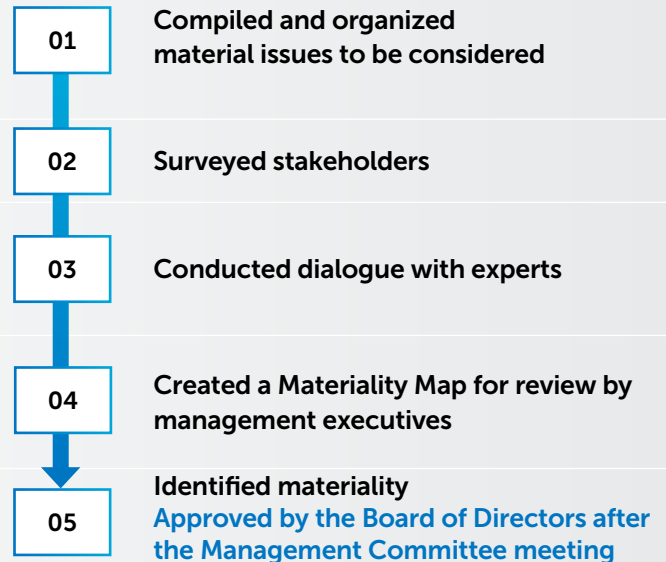 01
Compiled and organized
material issues to be considered
02
Surveyed stakeholders
03
Conducted dialogue with experts
04
Created a Materiality Map for review by
management executives
05
Identified materiality
Approved by the Board of Directors after
the Management Committee meeting